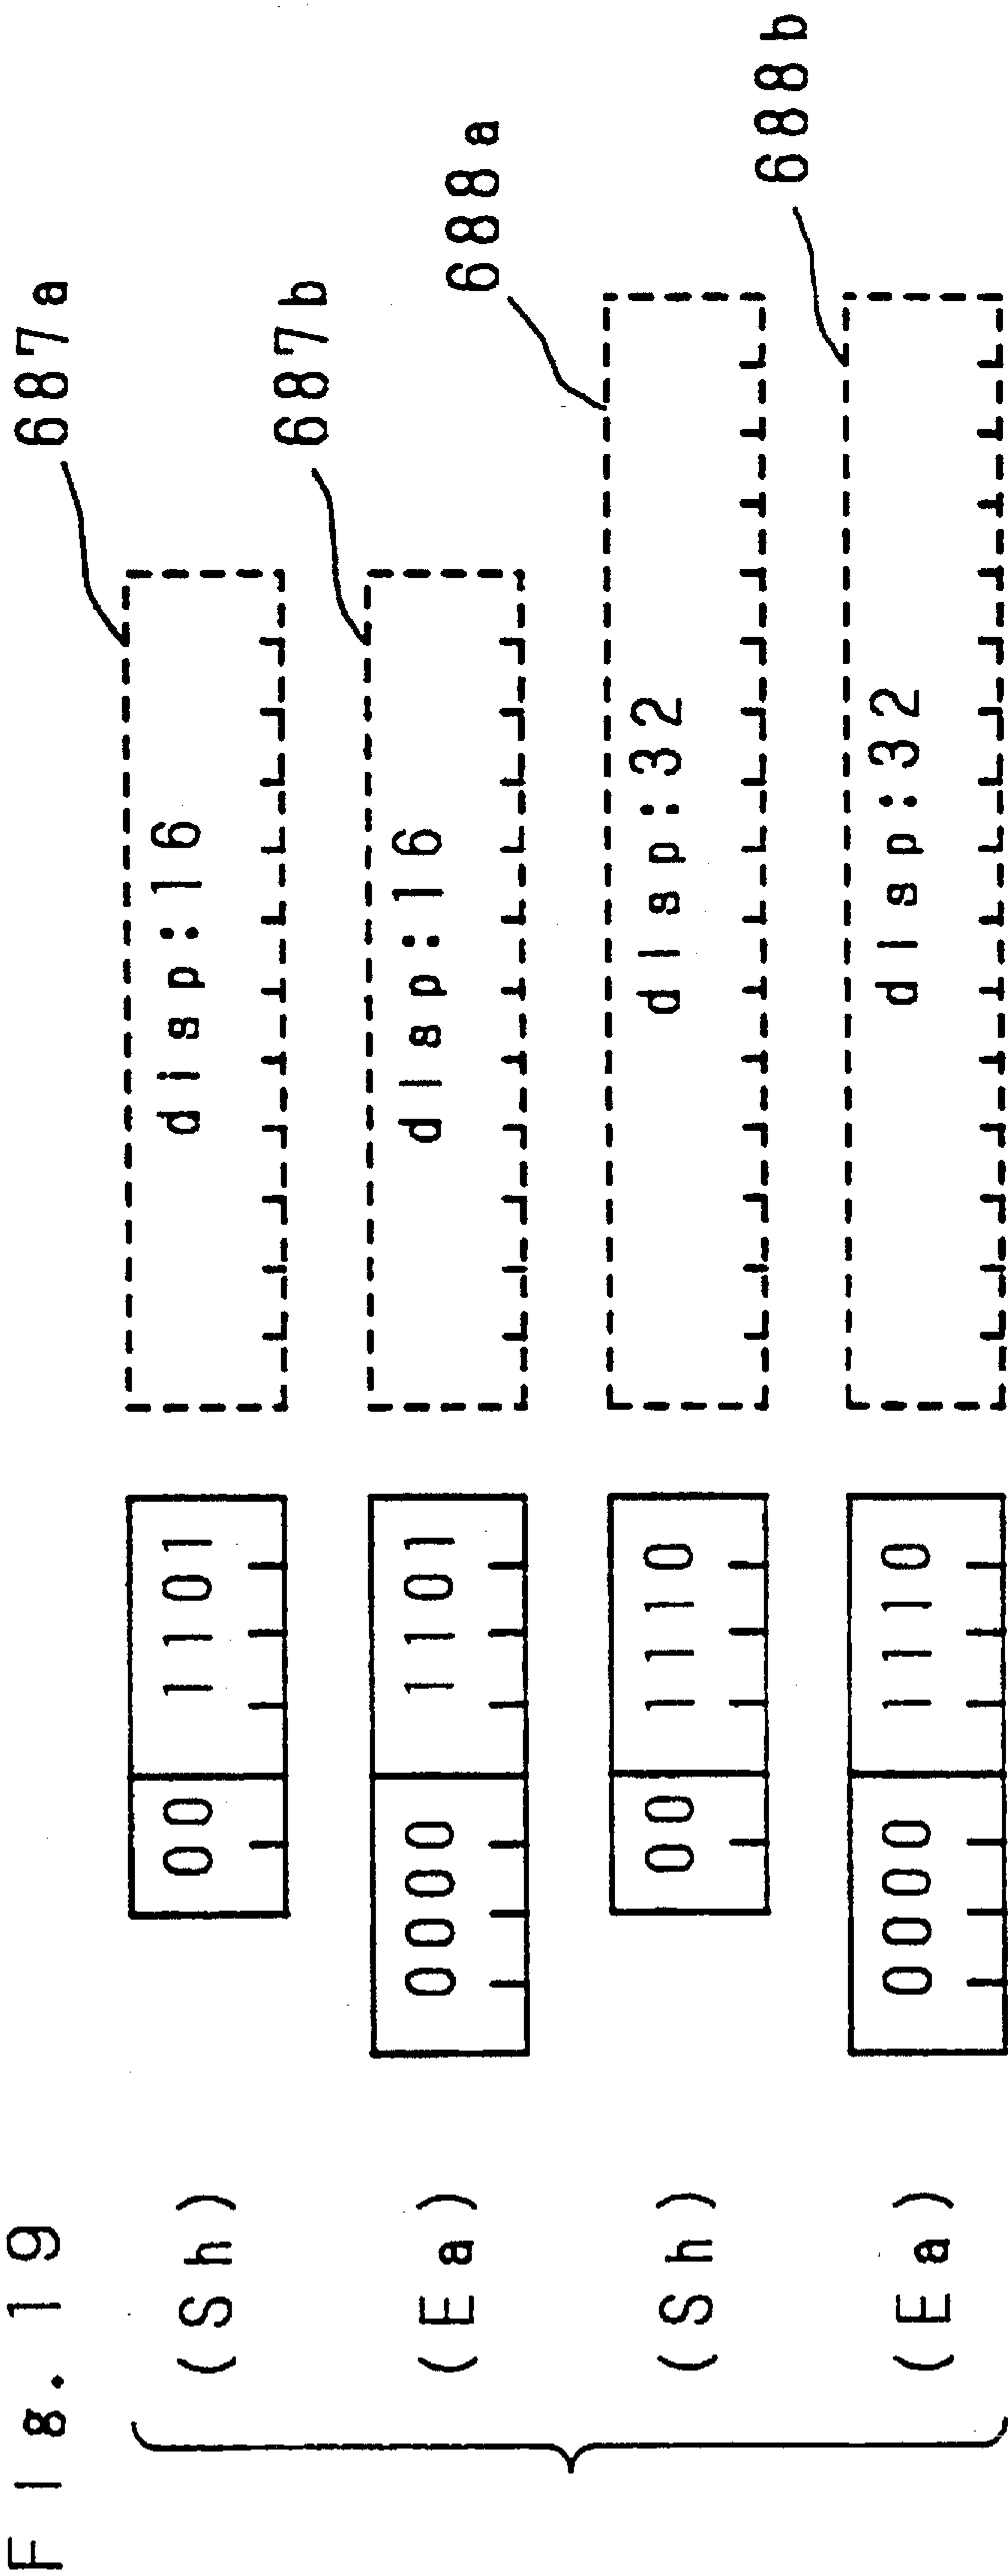 Fig. 19
(Sh) 00 1101 disp:16 687a
(Ea) 0000 1101 disp:16 687b
(Sh) 00 1110 disp:32 688a
(Ea) 0000 1110 disp:32 688b